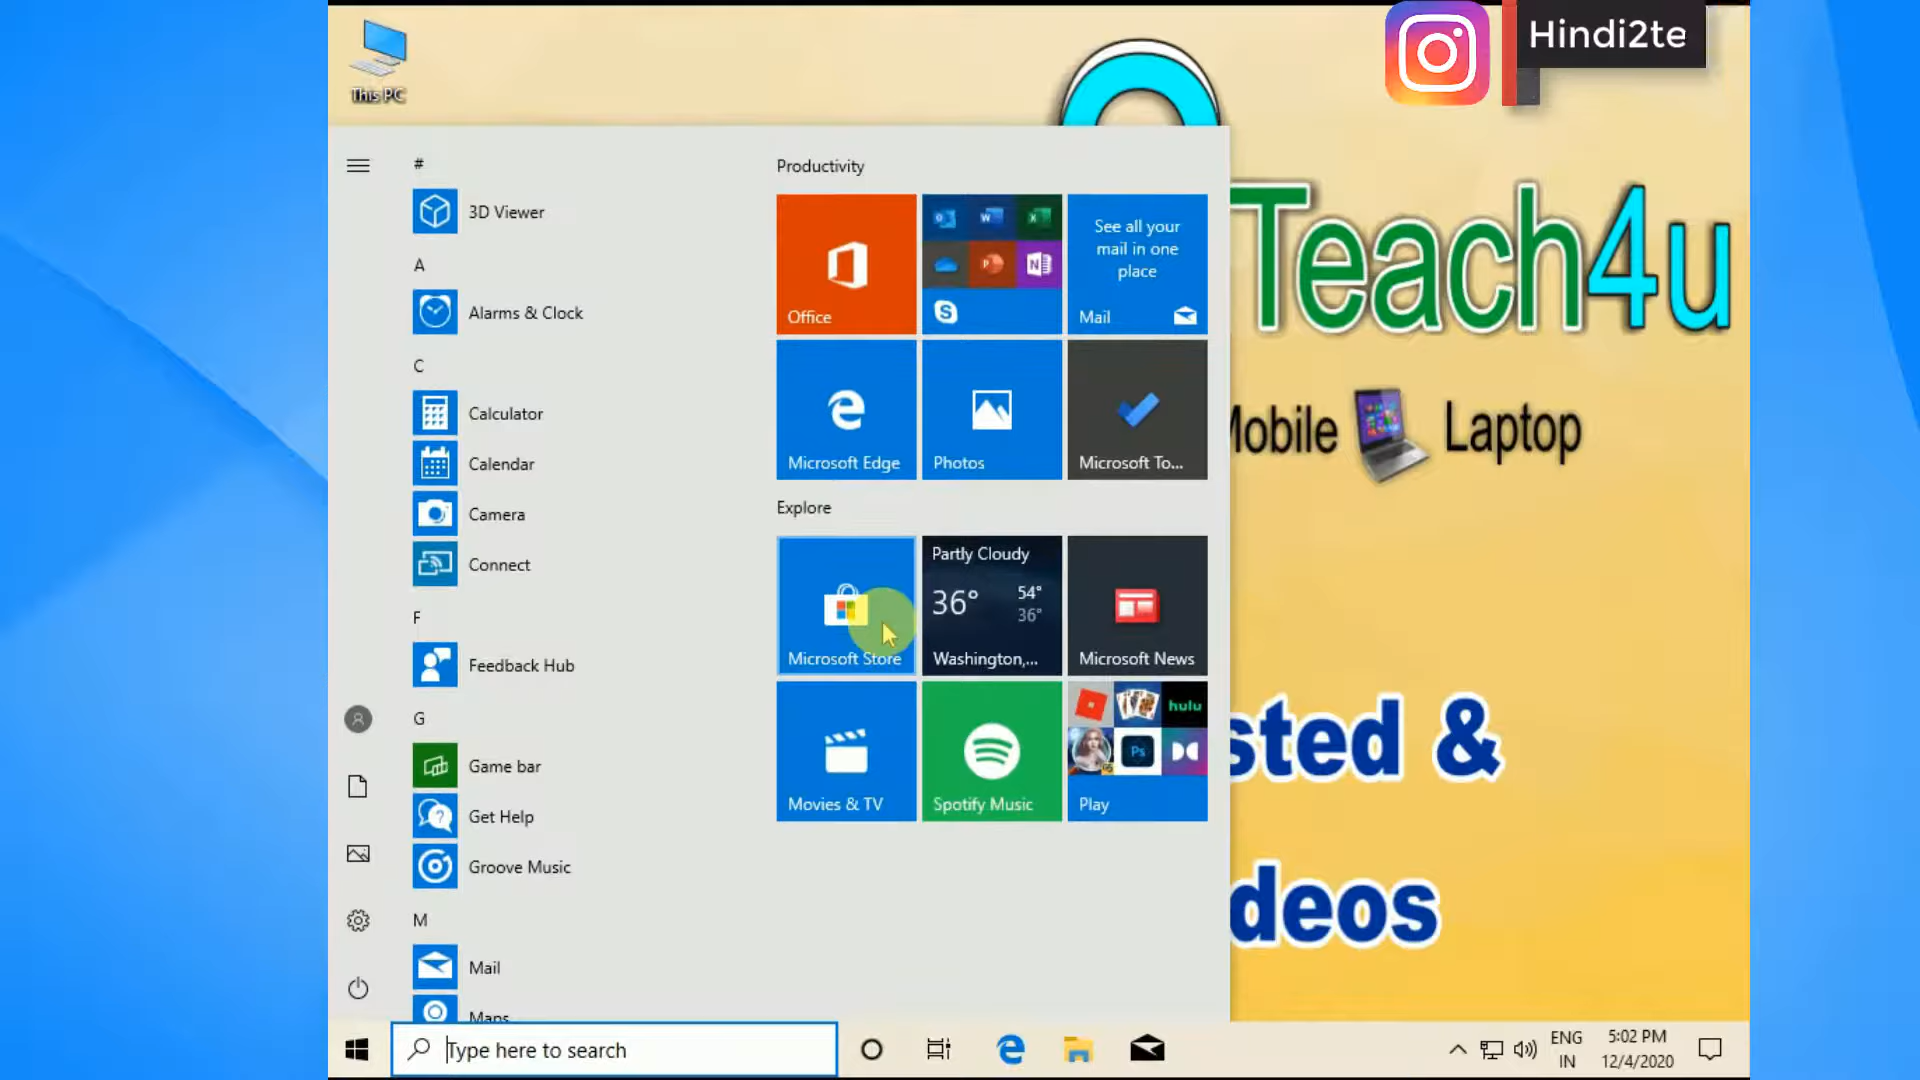 This PC
Hindi2te
Teach4u
Mobile Laptop
sted &
deos
#
3D Viewer
A
Alarms & Clock
C
Calculator
Calendar
Camera
Connect
F
Feedback Hub
G
Game bar
Get Help
Groove Music
M
Mail
Maps
Productivity
Office
See all your
mail in one
place
Mail
Microsoft Edge
Photos
Microsoft To...
Explore
Microsoft Store
Partly Cloudy
36°
54°
36°
Washington,...
Microsoft News
Movies & TV
Spotify Music
hulu
Ps
Play
Type here to search
ENG
IN
5:02 PM
12/4/2020